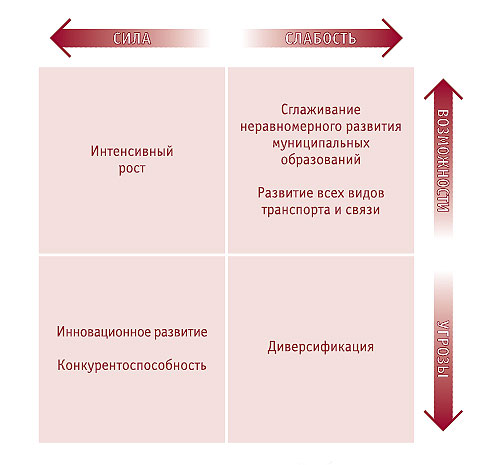 СИЛА
СЛАБОСТЬ
ВОЗМОЖНОСТИ
Интенсивный
рост
Сглаживание
неравномерного развития
муниципальных
образований
Развитие всех видов
транспорта и связи
УГРОЗЫ
Инновационное развитие
Конкурентоспособность
Диверсификация